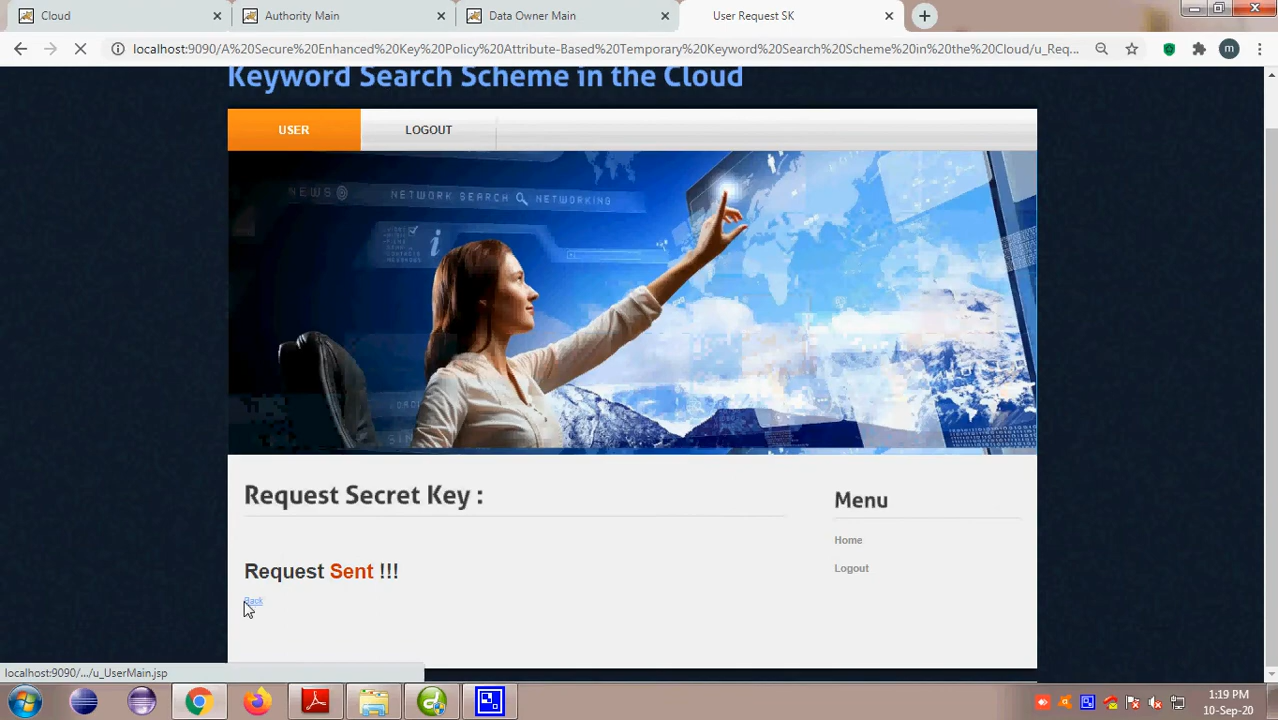 Cloud
Authority Main
Data Owner Main
User Request SK
localhost:9090/A%20Secure%20Enhanced%20Key%20Policy%20Attribute-Based%20Temporary%20Keyword%20Search%20Scheme%20in%20the%20Cloud/u_Req...
m
Keyword Search Scheme in the Cloud
USER
LOGOUT
NEWS
NETWORK SEARCH
NETWORKING
Request Secret Key :
Menu
Home
Request Sent !!!
Logout
Back
localhost:9090/.../u_UserMain.jsp
1:19 PM
10-Sep-20